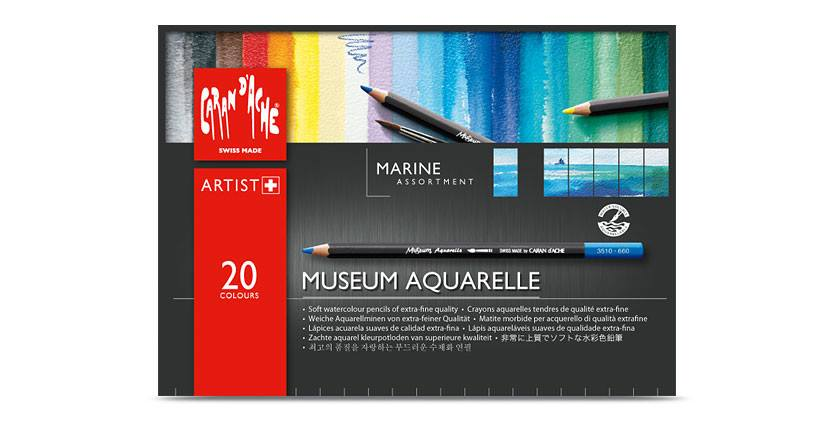 CARAN D'ACHE®
SWISS MADE
ARTIST
Museum Aquarelle
MARINE
ASSORTMENT
Museum Aquarelle SWISS MADE by CARAN d'ACHE 3510 - 660
20
COLOURS
MUSEUM AQUARELLE
• Soft watercolour pencils of extra-fine quality • Crayons aquarelles tendres de qualité extra-fine
• Weiche Aquarellminen von extra-feiner Qualität • Matite morbide per acquerello di qualità extrafine
• Lápices acuarela suaves de calidad extra-fina • Lápis aquareláveis suaves de qualidade extra-fina
• Zachte aquarel kleurpotloden van superieure kwaliteit • 非常に上質でソフトな水彩色鉛筆
• 최고의 품질을 자랑하는 부드러운 수채화 연필